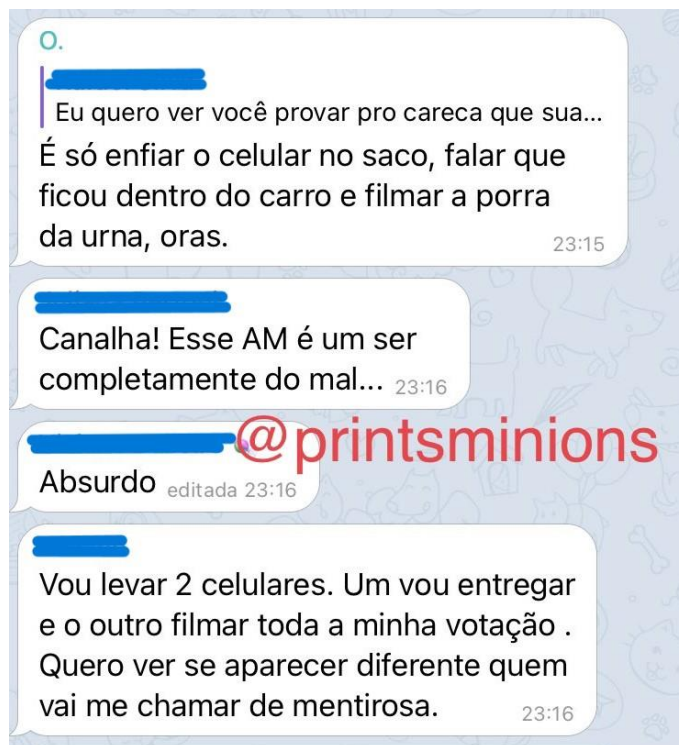 O.
Eu quero ver você provar pro careca que sua...
É só enfiar o celular no saco, falar que
ficou dentro do carro e filmar a porra
da urna, oras.
23:15
Canalha! Esse AM é um ser
completamente do mal... 23:16
@printsminions
Absurdo editada 23:16
Vou levar 2 celulares. Um vou entregar
e o outro filmar toda a minha votação .
Quero ver se aparecer diferente quem
vai me chamar de mentirosa.
23:16